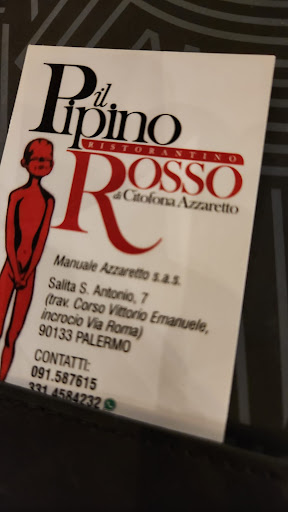 il
Pipino
RISTORANTINO
ROSSO
di Citofona Azzaretto
Manuale Azzaretto s.a.s.
Salita S. Antonio, 7
(trav. Corso Vittorio Emanuele,
incrocio Via Roma)
90133 PALERMO
CONTATTI:
091.587615
331.4584232